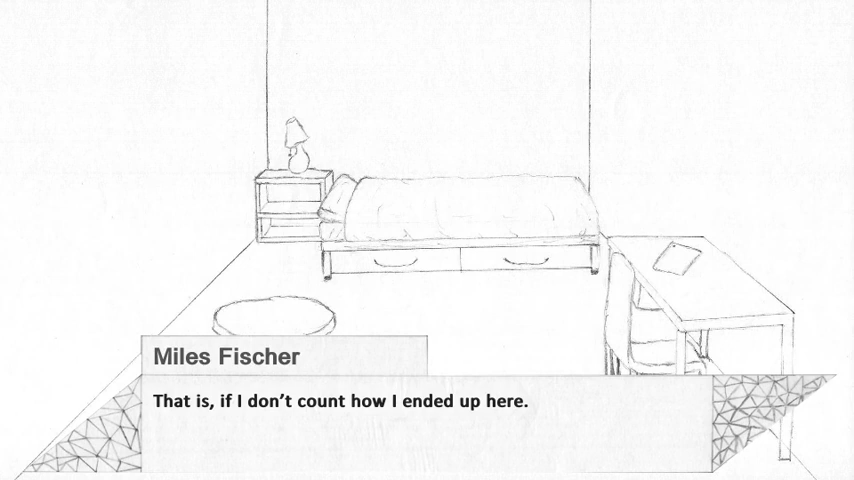 Miles Fischer
That is, if I don't count how I ended up here.